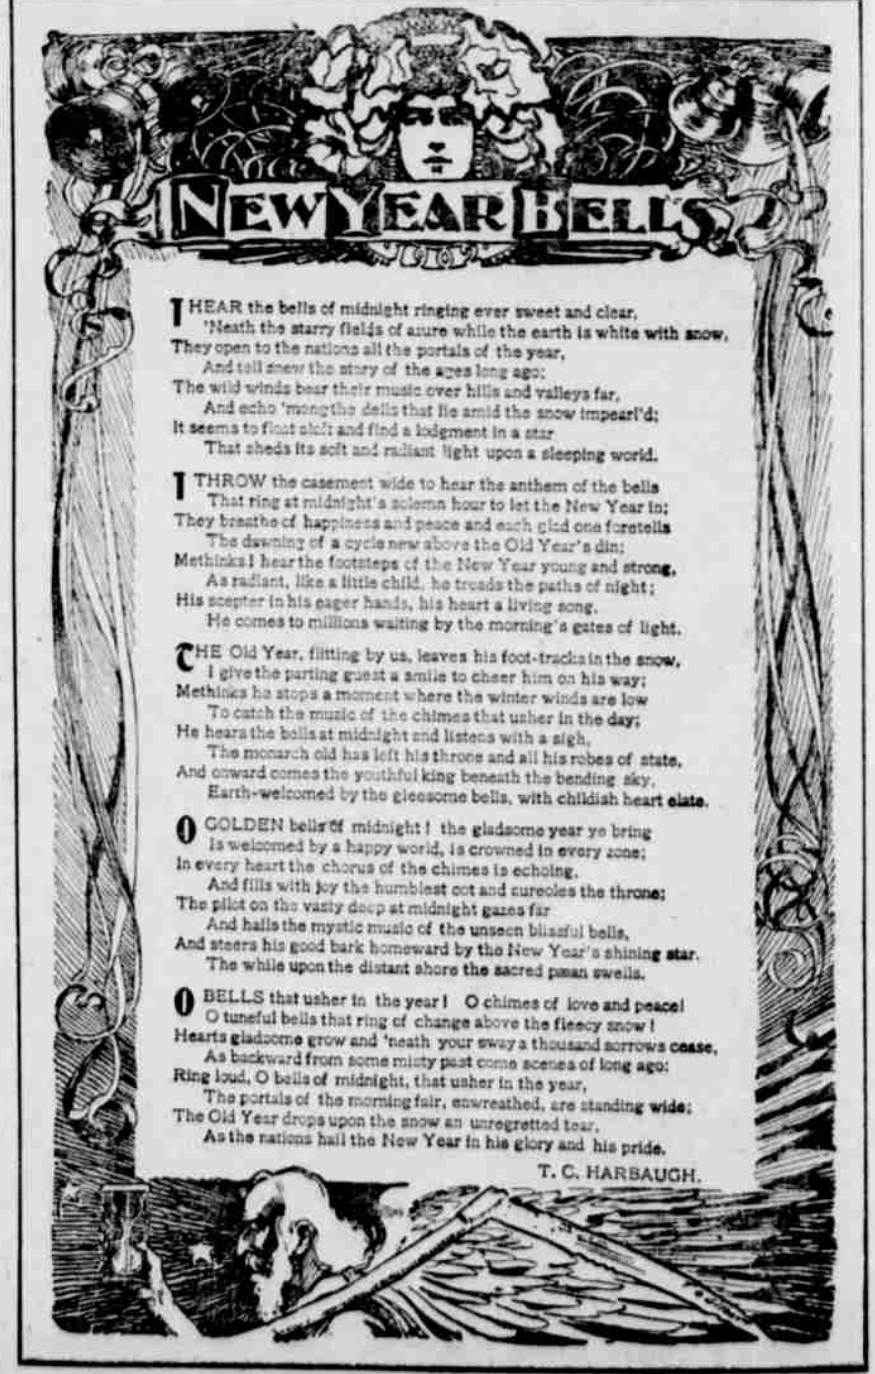 NEW YEAR BELLS
I HEAR the bells of midnight ringing ever sweet and clear,
'Neath the starry fields of azure while the earth is white with snow,
They open to the nations all the portals of the year,
And tell anew the story of the ages long ago;
The wild winds bear their music over hills and valleys far,
And echo 'mong the dells that lie amid the snow impearl'd;
It seems to float aloft and find a lodgment in a star
That sheds its soft and radiant light upon a sleeping world.
I THROW the casement wide to hear the anthem of the bells
That ring at midnight's solemn hour to let the New Year in;
They breathe of happiness and peace and each glad one foretells
The dawning of a cycle new above the Old Year's din;
Methinks I hear the footsteps of the New Year young and strong,
As radiant, like a little child, he treads the paths of night;
His scepter in his eager hands, his heart a living song,
He comes to millions waiting by the morning's gates of light.
THE Old Year, flitting by us, leaves his foot-tracks in the snow,
I give the parting guest a smile to cheer him on his way;
Methinks he stops a moment where the winter winds are low
To catch the music of the chimes that usher in the day;
He hears the bells at midnight and listens with a sigh,
The monarch old has left his throne and all his robes of state,
And onward comes the youthful king beneath the bending sky,
Earth-welcomed by the gleesome bells, with childish heart elate.
O GOLDEN bells of midnight! the gladsome year ye bring
Is welcomed by a happy world, is crowned in every zone;
In every heart the chorus of the chimes is echoing,
And fills with joy the humblest cot and aureoles the throne;
The pilot on the vasty deep at midnight gazes far
And hails the mystic music of the unseen blissful bells,
And steers his good bark homeward by the New Year's shining star,
The while upon the distant shore the sacred pæan swells.
O BELLS that usher in the year! O chimes of love and peace!
O tuneful bells that ring of change above the fleecy snow!
Hearts gladsome grow and 'neath your sway a thousand sorrows cease,
As backward from some misty past come scenes of long ago;
Ring loud, O bells of midnight, that usher in the year,
The portals of the morning fair, enwreathed, are standing wide;
The Old Year drops upon the snow an unregretted tear,
As the nations hail the New Year in his glory and his pride.
T. C. HARBAUGH.